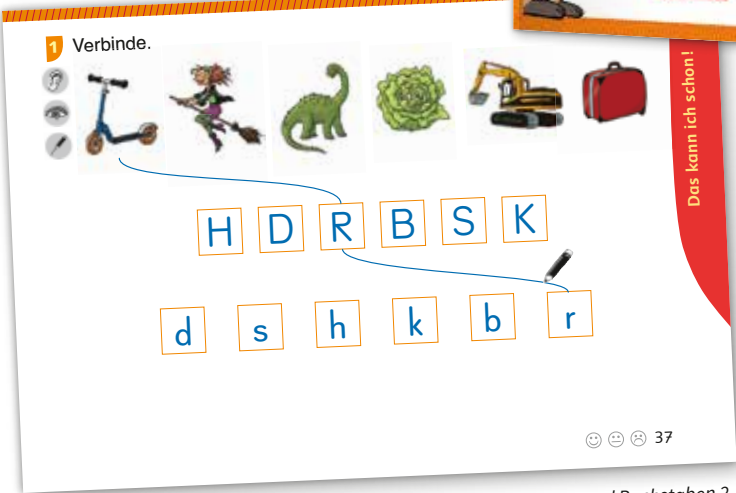 1 Verbinde.
Das kann ich schon!
H D R B S K
d s h k b r
37